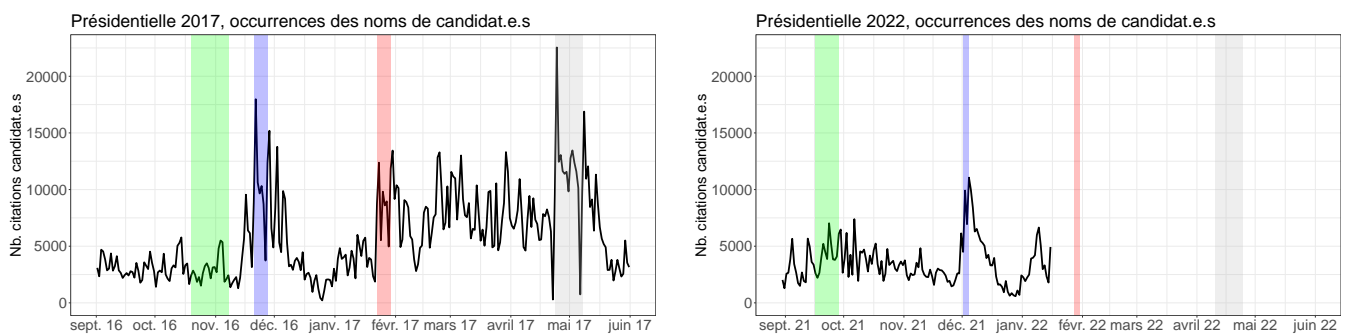 Présidentielle 2017, occurrences des noms de candidat.e.s
Nb. citations candidat.e.s
20000
15000
10000
5000
0
sept. 16 oct. 16 nov. 16 déc. 16 janv. 17 févr. 17 mars 17 avril 17 mai 17 juin 17
Présidentielle 2022, occurrences des noms de candidat.e.s
Nb. citations candidat.e.s
20000
15000
10000
5000
0
sept. 21 oct. 21 nov. 21 déc. 21 janv. 22 févr. 22 mars 22 avril 22 mai 22 juin 22